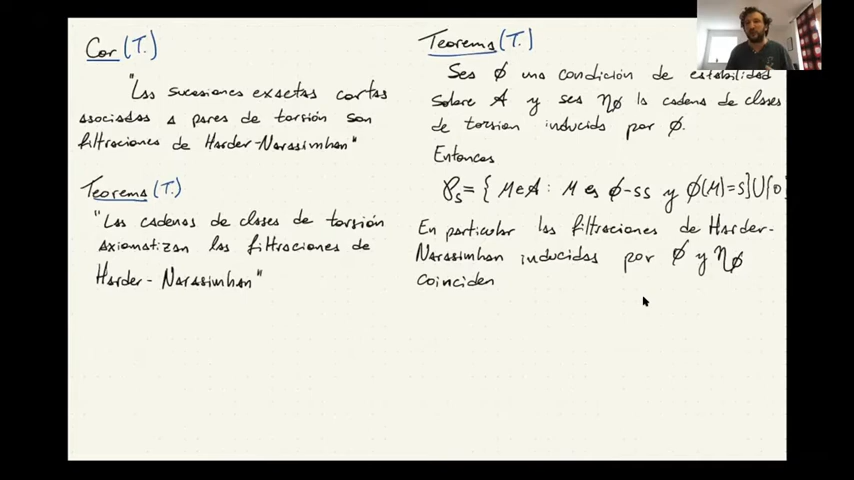 Cor (T.)
"Las sucesiones exactas cortas
asociadas a pares de torsión son
filtraciones de Harder-Narasimhan"
Teorema (T.)
"Las cadenas de clases de torsión
axiomatizan las filtraciones de
Harder-Narasimhan"
Teorema (T.)
Sea ϕ una condición de estabilidad
sobre A y sea ηϕ la cadena de clases
de torsion inducida por ϕ.
Entonces
𝒫s = { M∈A : M es ϕ-ss y ϕ(M)=s}∪{0
En particular las filtraciones de Harder-
Narasimhan inducidas por ϕ y ηϕ
coinciden